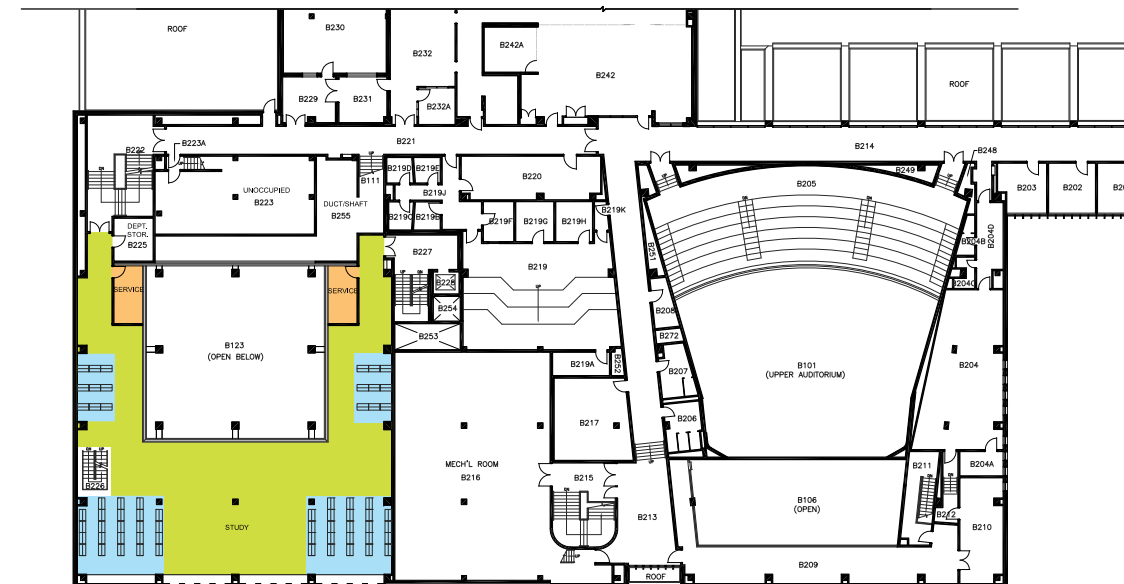 ROOF
B230
B232
B242A
B242
ROOF
B229
B231
B232A
B222
B223A
B221
B214
B248
B249
B219D
B219E
B111
B220
B205
B203
B202
UNOCCUPIED
B223
DUCT/SHAFT
B255
B219J
B219C
B219B
B219F
B219G
B219H
B219K
DEPT.
STOR.
B225
B227
B219
B251
B204B
B204D
B204C
SERVICE
SERVICE
B228
B254
B253
B208
B272
B123
(OPEN BELOW)
B219A
B252
B207
B101
(UPPER AUDITORIUM)
B204
B217
B206
MECH'L ROOM
B216
B215
B226
B211
B204A
B106
(OPEN)
B212
B210
B213
STUDY
B209
ROOF